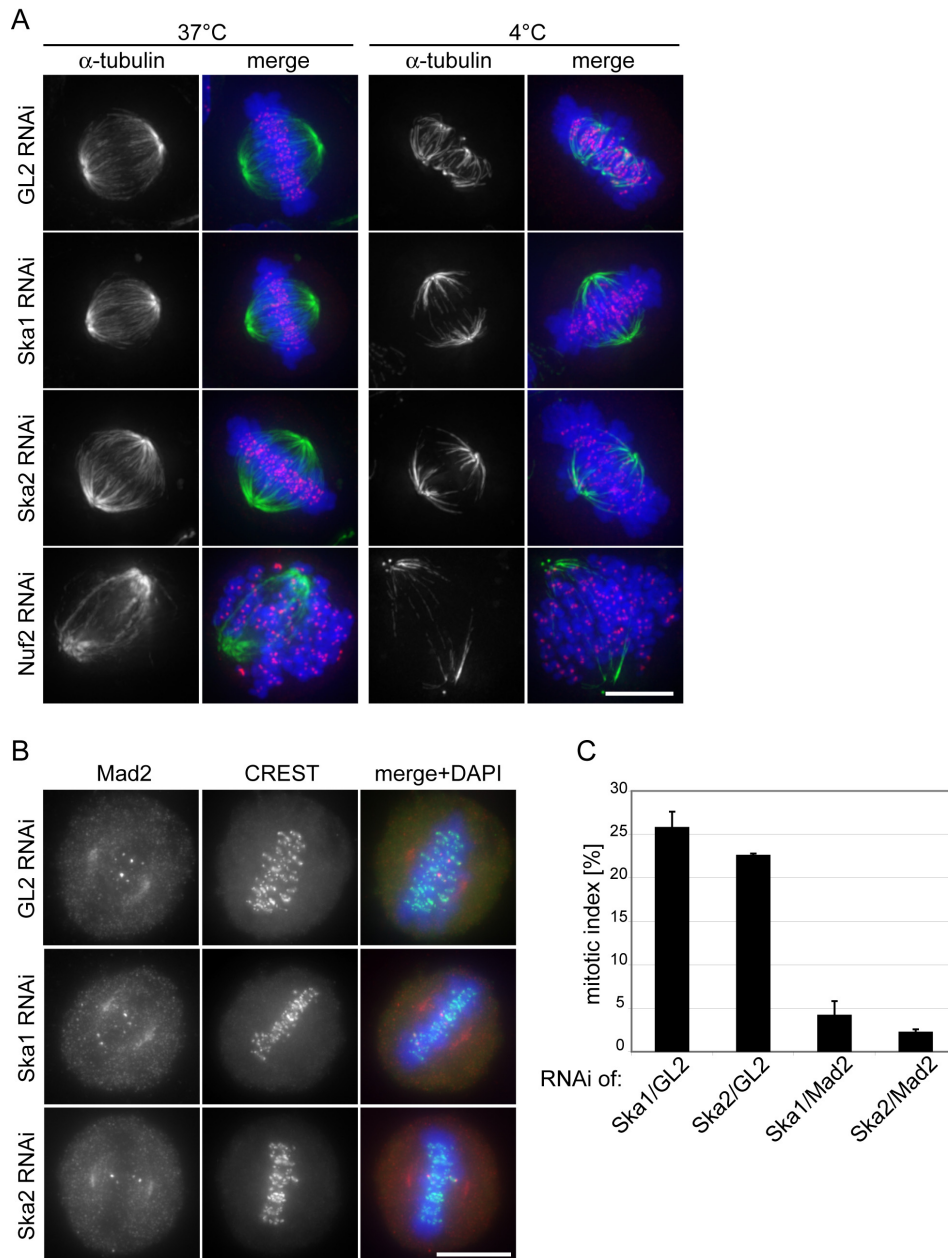 A
37°C
4°C
α-tubulin merge α-tubulin merge
GL2 RNAi
Ska1 RNAi
Ska2 RNAi
Nuf2 RNAi
B
Mad2 CREST merge+DAPI
GL2 RNAi
Ska1 RNAi
Ska2 RNAi
C
mitotic index [%]
30
25
20
15
10
5
0
RNAi of:
Ska1/GL2
Ska2/GL2
Ska1/Mad2
Ska2/Mad2